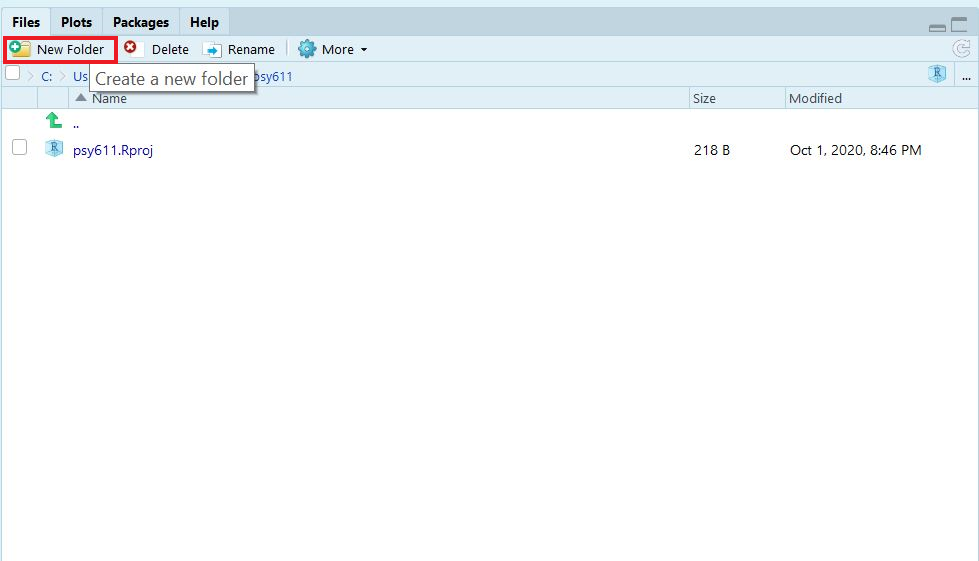 Files Plots Packages Help
New Folder Delete Rename More
C: Us psy611
Create a new folder
Name Size Modified
..
psy611.Rproj 218 B Oct 1, 2020, 8:46 PM
...